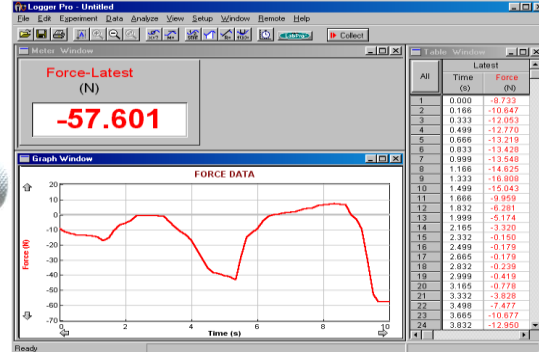 Logger Pro - Untitled
File Edit Experiment Data Analyze View Setup Window Remote Help
Collect
Meter Window
Force-Latest
(N)
-57.601
Graph Window
FORCE DATA
20
10
0
-10
-20
-30
-40
-50
-60
-70
Force (N)
0 2 4 6 8 10
Time (s)
Table Window
All
Latest
Time Force
(s) (N)
1 0.000 -8.733
2 0.166 -10.647
3 0.333 -12.053
4 0.499 -12.770
5 0.666 -13.219
6 0.833 -13.428
7 0.999 -13.548
8 1.166 -14.625
9 1.333 -16.808
10 1.499 -15.043
11 1.666 -9.959
12 1.832 -6.281
13 1.999 -5.174
14 2.165 -3.320
15 2.332 -0.150
16 2.499 -0.179
17 2.665 -0.179
18 2.832 -0.239
19 2.999 -0.419
20 3.165 -0.778
21 3.332 -3.828
22 3.498 -7.477
23 3.665 -10.677
24 3.832 -12.950
Ready